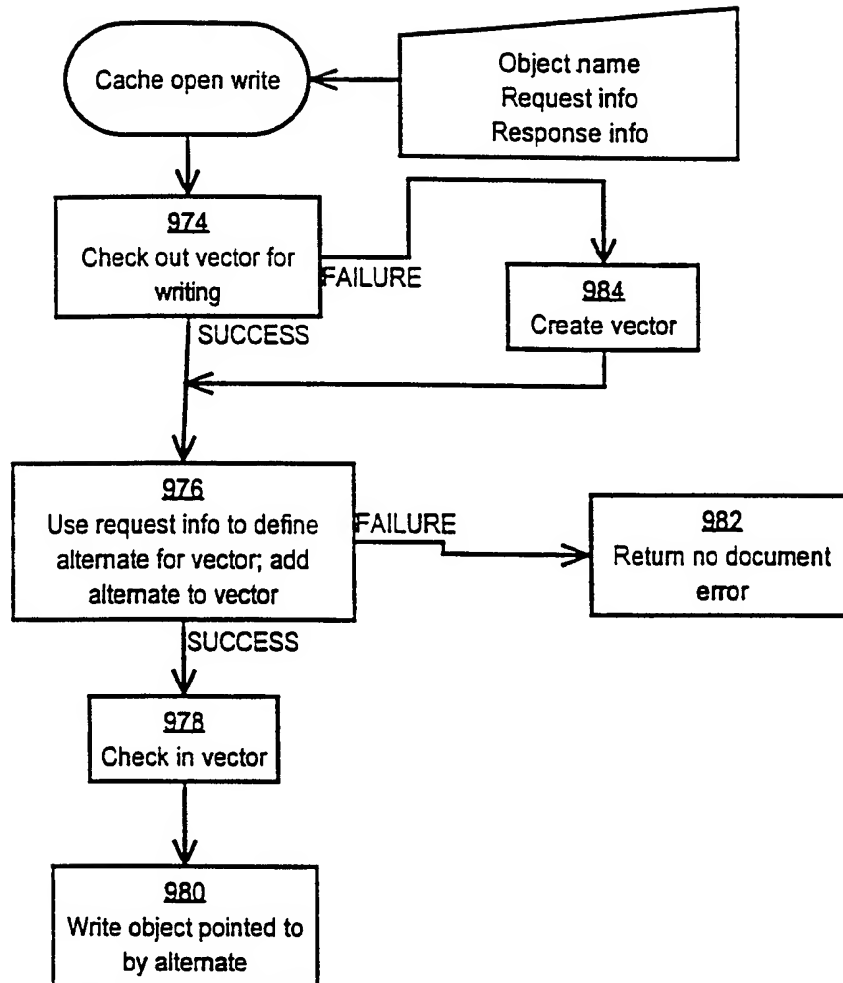 Cache open write
Object name
Request info
Response info
974
Check out vector for
writing
FAILURE
984
Create vector
SUCCESS
976
Use request info to define
alternate for vector; add
alternate to vector
FAILURE
982
Return no document
error
SUCCESS
978
Check in vector
980
Write object pointed to
by alternate